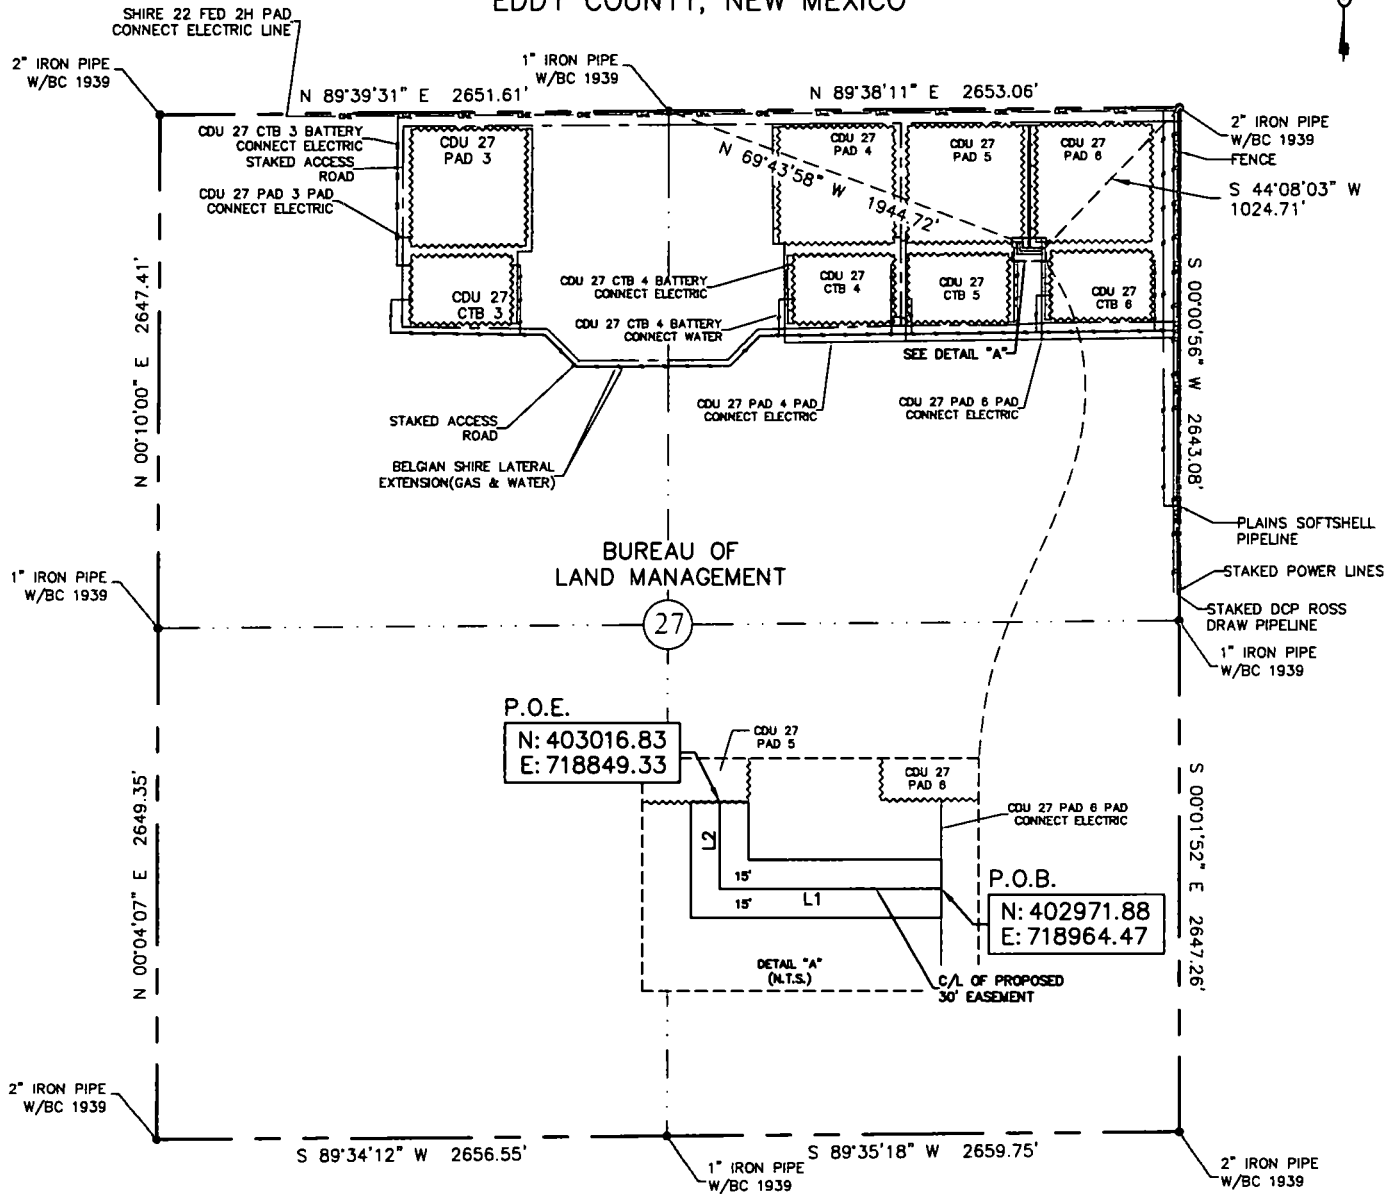 EDDY COUNTY, NEW MEXICO
SHIRE 22 FED 2H PAD
CONNECT ELECTRIC LINE
2" IRON PIPE
W/BC 1939
1" IRON PIPE
W/BC 1939
N 89°39'31" E 2651.61'
N 89°38'11" E 2653.06'
2" IRON PIPE
W/BC 1939
FENCE
S 44°08'03" W
1024.71'
CDU 27 CTB 3 BATTERY
CONNECT ELECTRIC
STAKED ACCESS
ROAD
CDU 27 PAD 3 PAD
CONNECT ELECTRIC
CDU 27
PAD 3
CDU 27
PAD 4
CDU 27
PAD 5
CDU 27
PAD 6
N 69°43'58" W 1944.72'
CDU 27
CTB 3
CDU 27
CTB 4
CDU 27
CTB 5
CDU 27
CTB 6
CDU 27 CTB 4 BATTERY
CONNECT ELECTRIC
CDU 27 CTB 4 BATTERY
CONNECT WATER
SEE DETAIL "A"
N 00°10'00" E 2647.41'
S 00°00'56" W 2643.08'
STAKED ACCESS
ROAD
CDU 27 PAD 4 PAD
CONNECT ELECTRIC
CDU 27 PAD 6 PAD
CONNECT ELECTRIC
BELGIAN SHIRE LATERAL
EXTENSION(GAS & WATER)
PLAINS SOFTSHELL
PIPELINE
BUREAU OF
LAND MANAGEMENT
STAKED POWER LINES
STAKED DCP ROSS
DRAW PIPELINE
1" IRON PIPE
W/BC 1939
27
1" IRON PIPE
W/BC 1939
P.O.E.
N: 403016.83
E: 718849.33
CDU 27
PAD 5
CDU 27
PAD 6
CDU 27 PAD 6 PAD
CONNECT ELECTRIC
L2
15'
15'
L1
P.O.B.
N: 402971.88
E: 718964.47
DETAIL "A"
(N.T.S.)
C/L OF PROPOSED
30' EASEMENT
N 00°04'07" E 2649.35'
S 00°01'52" E 2647.26'
2" IRON PIPE
W/BC 1939
S 89°34'12" W 2656.55'
1" IRON PIPE
W/BC 1939
S 89°35'18" W 2659.75'
2" IRON PIPE
W/BC 1939